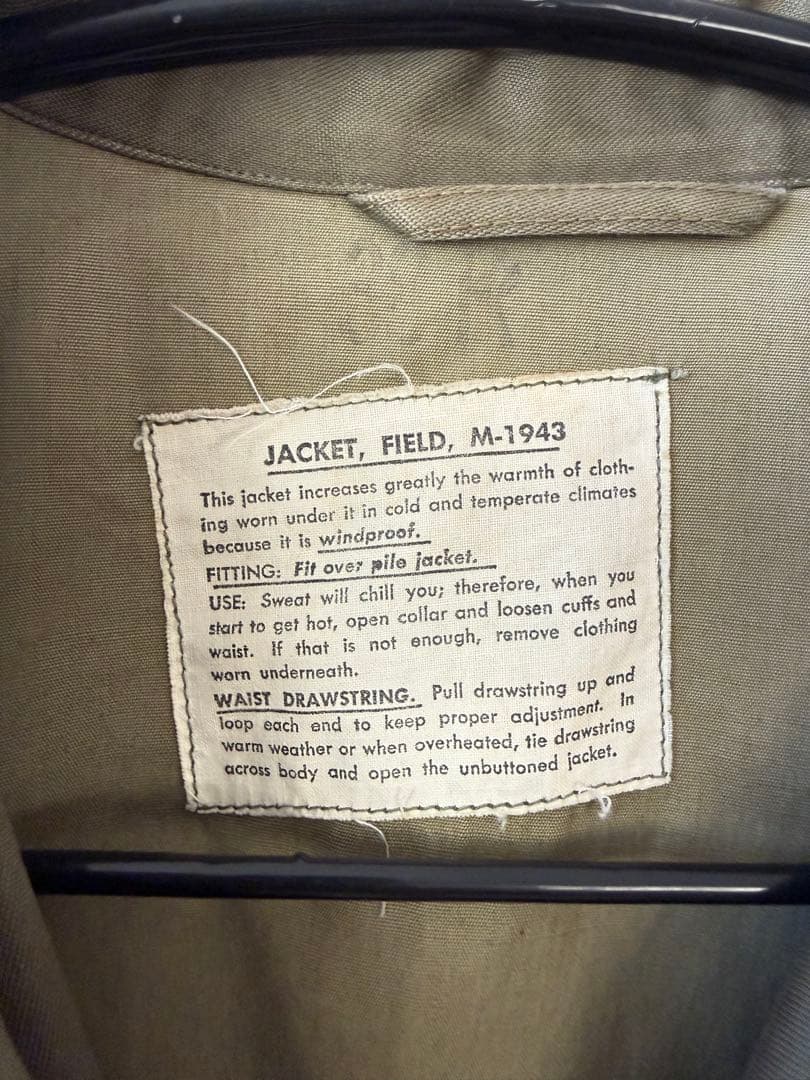 JACKET, FIELD, M-1943
This jacket increases greatly the warmth of cloth-
ing worn under it in cold and temperate climates
because it is windproof.
FITTING: Fit over pile jacket.
USE: Sweat will chill you; therefore, when you
start to get hot, open collar and loosen cuffs and
waist. If that is not enough, remove clothing
worn underneath.
WAIST DRAWSTRING. Pull drawstring up and
loop each end to keep proper adjustment. In
warm weather or when overheated, tie drawstring
across body and open the unbuttoned jacket.